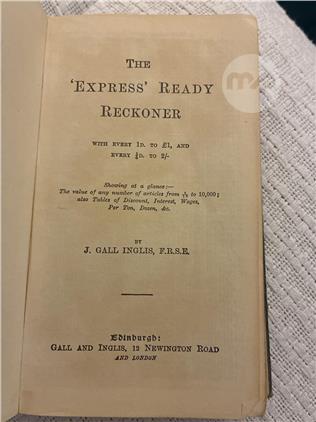 THE
'EXPRESS' READY
RECKONER
WITH EVERY 1D. TO £1, AND
EVERY ¼D. TO 2/-
Showing at a glance:—
The value of any number of articles from 1/16 to 10,000;
also Tables of Discount, Interest, Wages,
Per Ton, Dozen, &c.
BY
J. GALL INGLIS, F.R.S.E.
Edinburgh:
GALL AND INGLIS, 12 NEWINGTON ROAD
AND LONDON